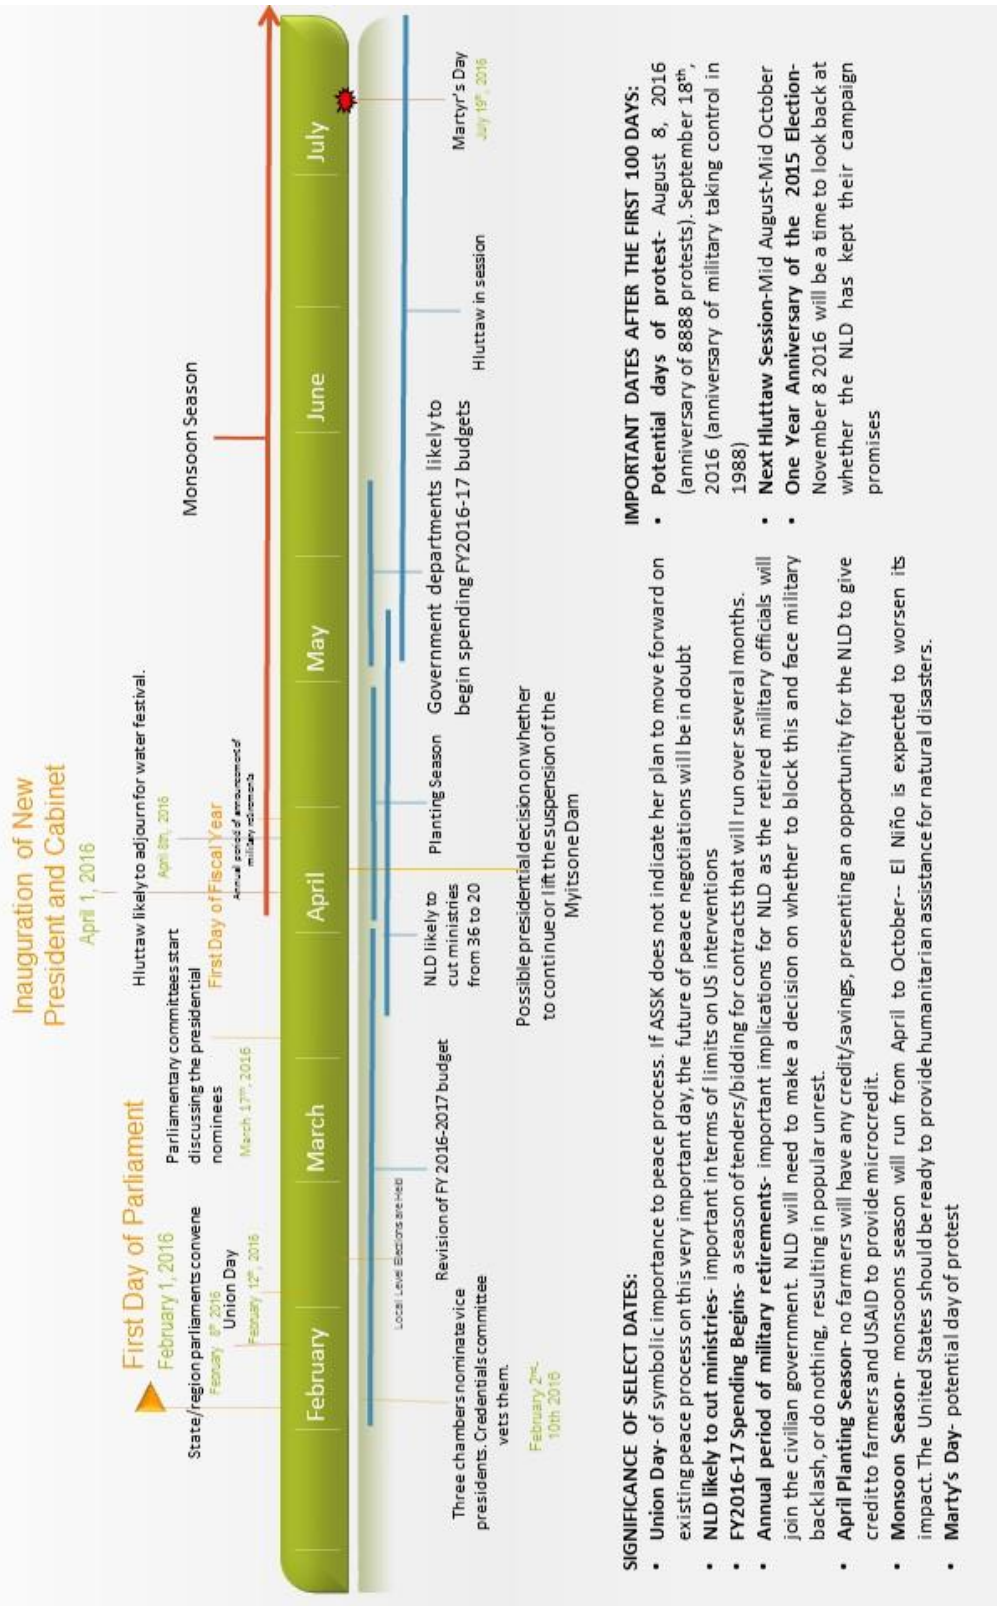 Inauguration of New
President and Cabinet
April 1, 2016
First Day of Parliament
February 1, 2016
State/region parliaments convene
February 8th 2016
Union Day
February 12th, 2016
Parliamentary committees start
discussing the presidential
nominees
March 17th, 2016
Hluttaw likely to adjourn for water festival.
April 8th, 2016
First Day of Fiscal Year
Annual period of announcement of
military retirements
Monsoon Season
February
March
April
May
June
July
Three chambers nominate vice
presidents. Credentials committee
vets them.
February 2nd-
10th 2016
Local Level Elections are Held
Revision of FY 2016-2017 budget
NLD likely to
cut ministries
from 36 to 20
Possible presidential decision on whether
to continue or lift the suspension of the
Myitsone Dam
Planting Season
Government departments likely to
begin spending FY2016-17 budgets
Hluttaw in session
Martyr's Day
July 19th, 2016
SIGNIFICANCE OF SELECT DATES:
• Union Day- of symbolic importance to peace process. If ASSK does not indicate her plan to move forward on
existing peace process on this very important day, the future of peace negotiations will be in doubt
• NLD likely to cut ministries- important in terms of limits on US interventions
• FY2016-17 Spending Begins- a season of tenders/bidding for contracts that will run over several months.
• Annual period of military retirements- important implications for NLD as the retired military officials will
join the civilian government. NLD will need to make a decision on whether to block this and face military
backlash, or do nothing, resulting in popular unrest.
• April Planting Season- no farmers will have any credit/savings, presenting an opportunity for the NLD to give
credit to farmers and USAID to provide microcredit.
• Monsoon Season- monsoons season will run from April to October-- El Niño is expected to worsen its
impact. The United States should be ready to provide humanitarian assistance for natural disasters.
• Marty's Day- potential day of protest
IMPORTANT DATES AFTER THE FIRST 100 DAYS:
• Potential days of protest- August 8, 2016
(anniversary of 8888 protests). September 18th,
2016 (anniversary of military taking control in
1988)
• Next Hluttaw Session-Mid August-Mid October
• One Year Anniversary of the 2015 Election-
November 8 2016 will be a time to look back at
whether the NLD has kept their campaign
promises